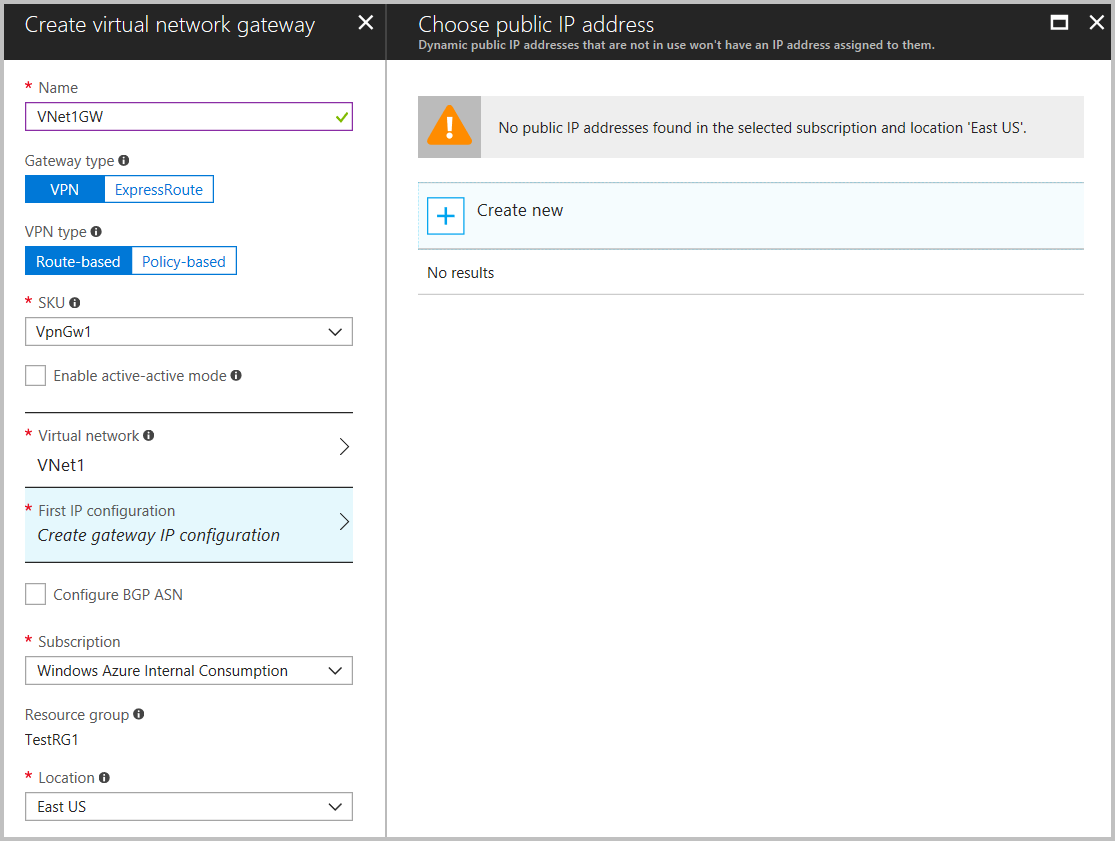 Create virtual network gateway
* Name
VNet1GW
Gateway type
VPN ExpressRoute
VPN type
Route-based Policy-based
* SKU
VpnGw1
Enable active-active mode
* Virtual network
VNet1
* First IP configuration
Create gateway IP configuration
Configure BGP ASN
* Subscription
Windows Azure Internal Consumption
Resource group
TestRG1
* Location
East US
Choose public IP address
Dynamic public IP addresses that are not in use won't have an IP address assigned to them.
No public IP addresses found in the selected subscription and location 'East US'.
Create new
No results